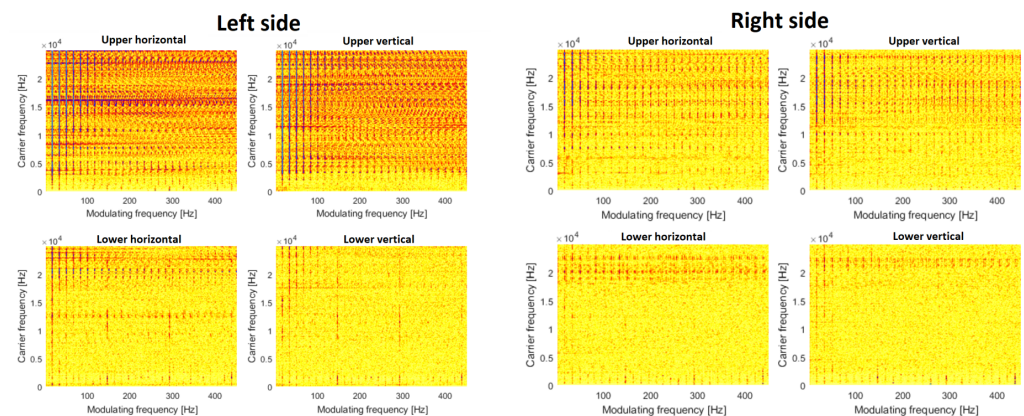 Left side
Right side
Upper horizontal
Upper vertical
Upper horizontal
Upper vertical
×10⁴
×10⁴
×10⁴
×10⁴
Carrier frequency [Hz]
Carrier frequency [Hz]
Carrier frequency [Hz]
Carrier frequency [Hz]
2
1.5
1
0.5
0
2
1.5
1
0.5
0
2
1.5
1
0.5
0
2
1.5
1
0.5
0
100 200 300 400
100 200 300 400
100 200 300 400
100 200 300 400
Modulating frequency [Hz]
Modulating frequency [Hz]
Modulating frequency [Hz]
Modulating frequency [Hz]
Lower horizontal
Lower vertical
Lower horizontal
Lower vertical
×10⁴
×10⁴
×10⁴
×10⁴
Carrier frequency [Hz]
Carrier frequency [Hz]
Carrier frequency [Hz]
Carrier frequency [Hz]
2
1.5
1
0.5
0
2
1.5
1
0.5
0
2
1.5
1
0.5
0
2
1.5
1
0.5
0
100 200 300 400
100 200 300 400
100 200 300 400
100 200 300 400
Modulating frequency [Hz]
Modulating frequency [Hz]
Modulating frequency [Hz]
Modulating frequency [Hz]